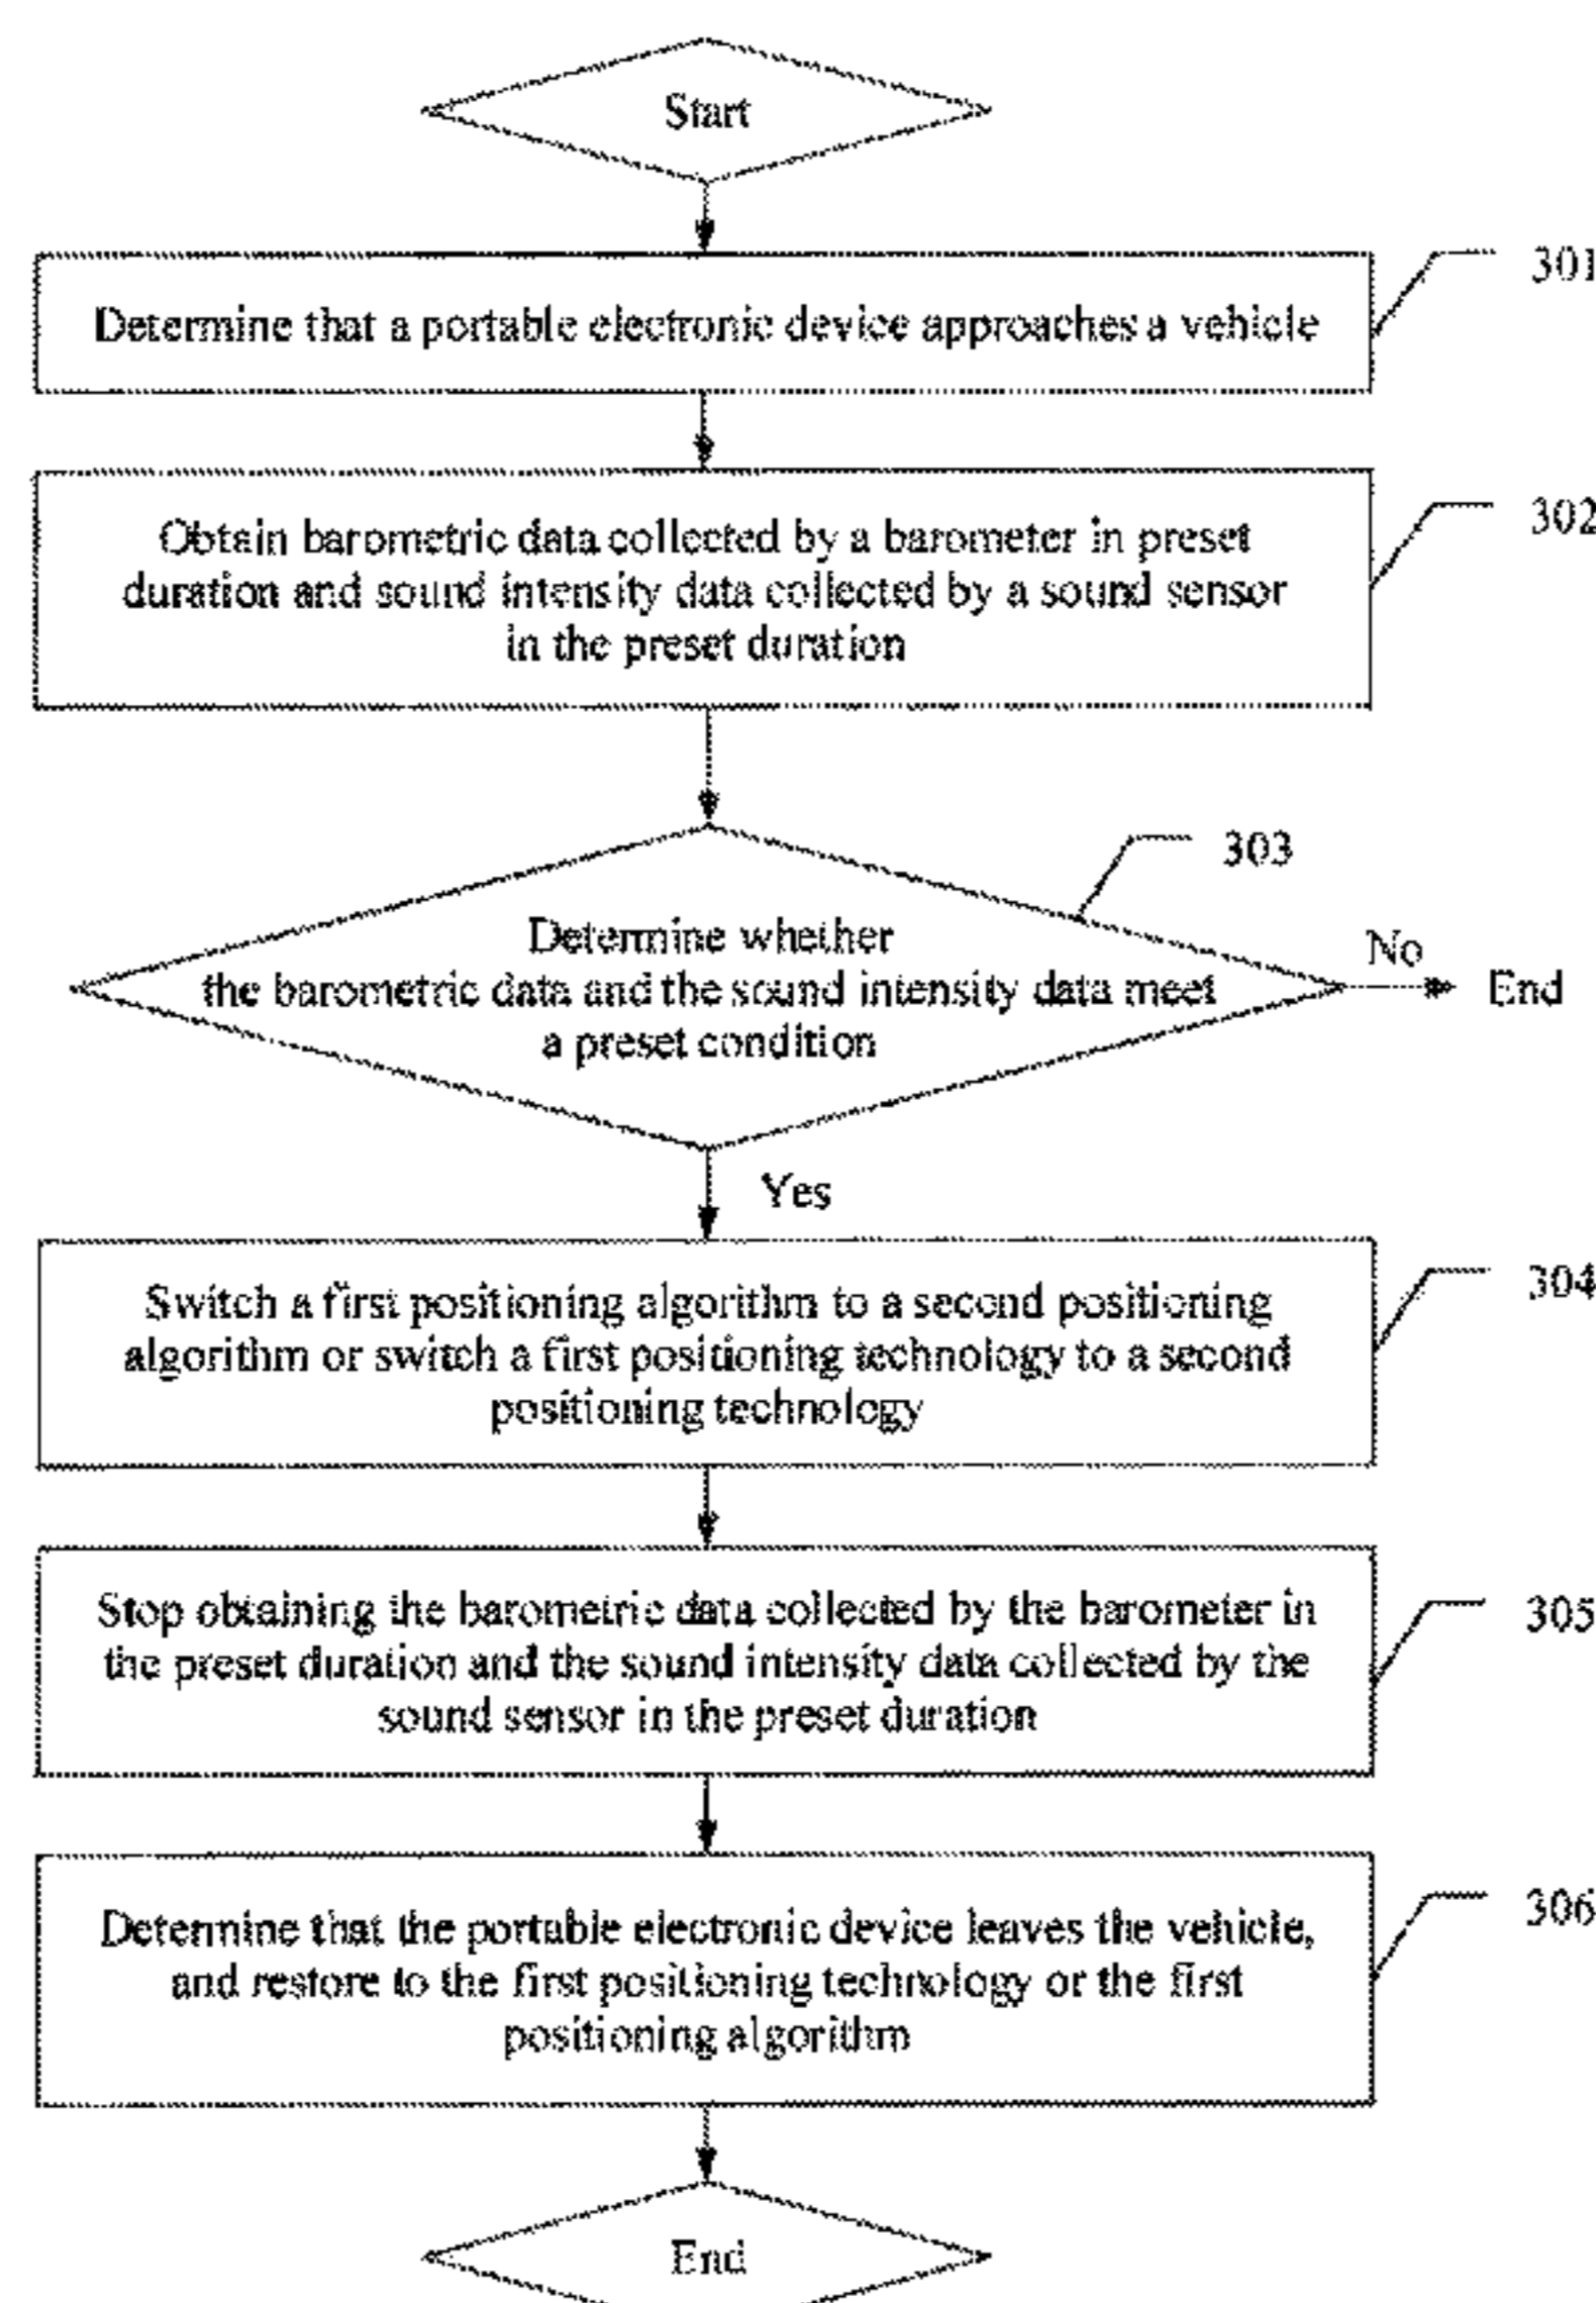 Start
301
Determine that a portable electronic device approaches a vehicle
302
Obtain barometric data collected by a barometer in preset
duration and sound intensity data collected by a sound sensor
in the preset duration
303
Determine whether
the barometric data and the sound intensity data meet
a preset condition
No
End
Yes
304
Switch a first positioning algorithm to a second positioning
algorithm or switch a first positioning technology to a second
positioning technology
305
Stop obtaining the barometric data collected by the barometer in
the preset duration and the sound intensity data collected by the
sound sensor in the preset duration
306
Determine that the portable electronic device leaves the vehicle,
and restore to the first positioning technology or the first
positioning algorithm
End